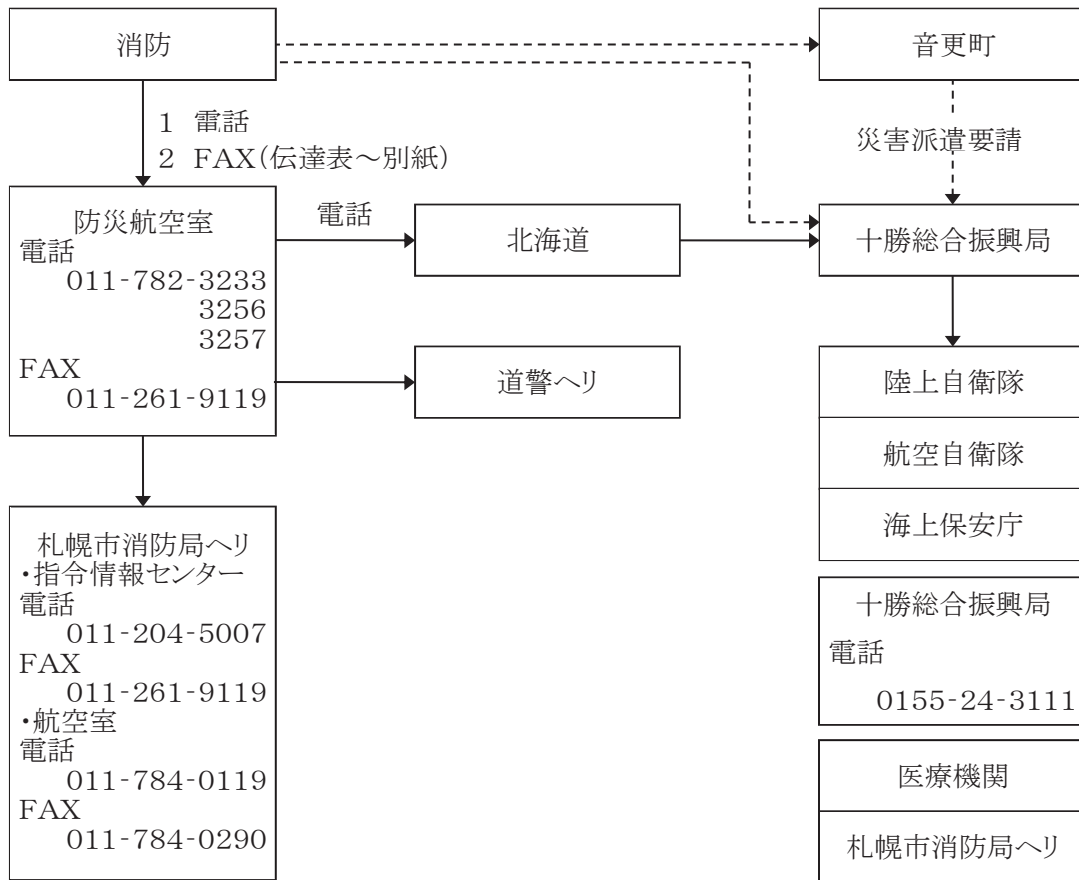 消防
音更町
1 電話
2 FAX(伝達表～別紙)
災害派遣要請
防災航空室
電話
011-782-3233
3256
3257
FAX
011-261-9119
電話
北海道
十勝総合振興局
道警ヘリ
陸上自衛隊
航空自衛隊
海上保安庁
札幌市消防局ヘリ
・指令情報センター
電話
011-204-5007
FAX
011-261-9119
・航空室
電話
011-784-0119
FAX
011-784-0290
十勝総合振興局
電話
0155-24-3111
医療機関
札幌市消防局ヘリ